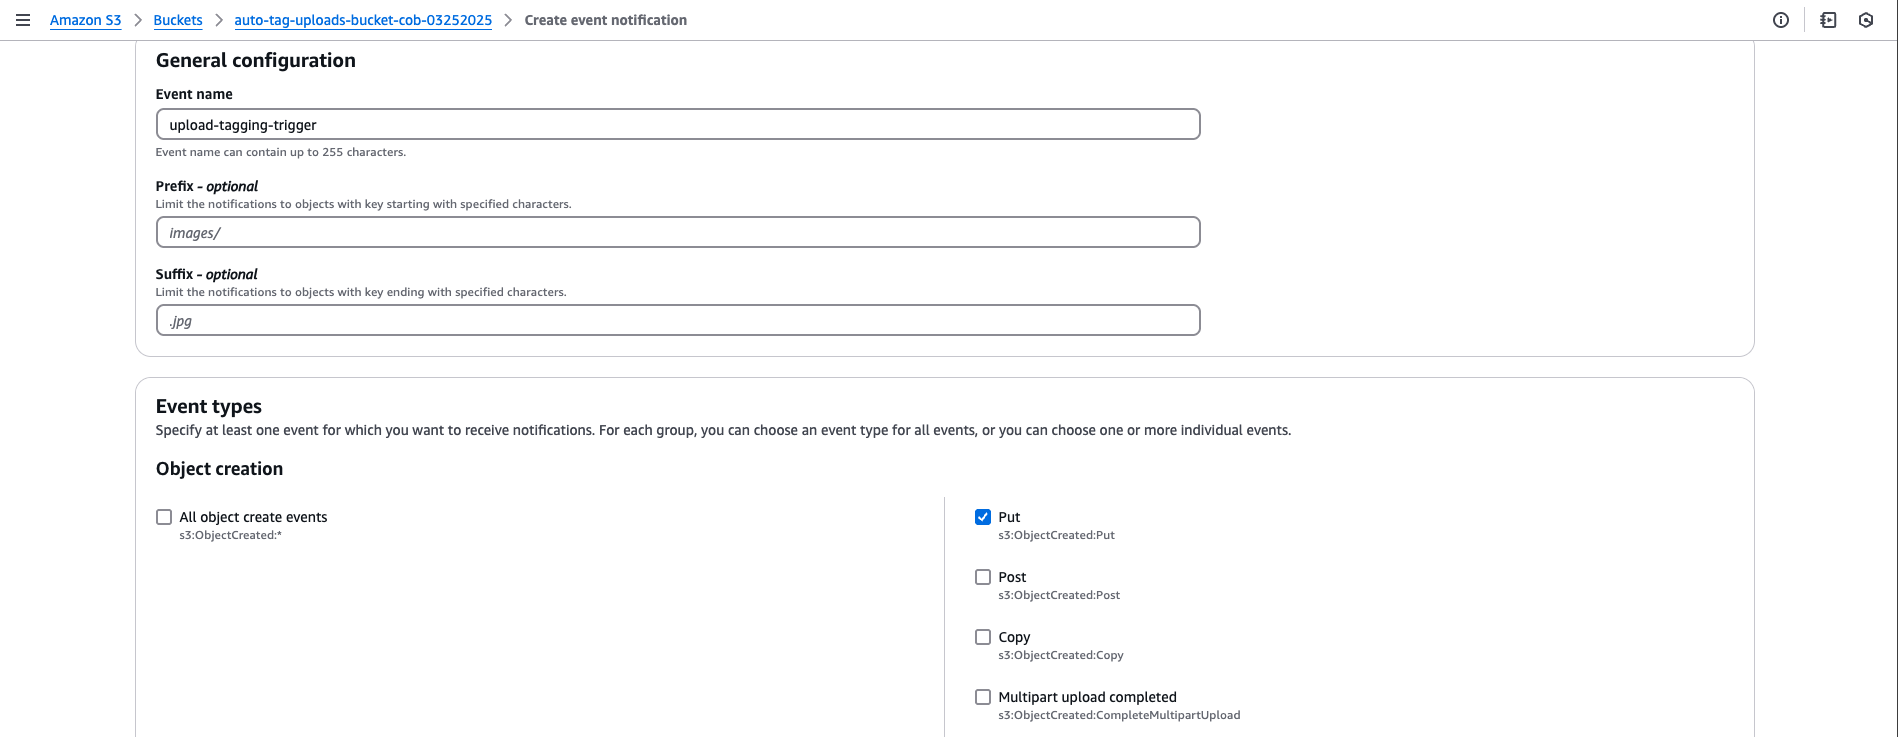 Amazon S3 > Buckets > auto-tag-uploads-bucket-cob-03252025 > Create event notification
General configuration
Event name
upload-tagging-trigger
Event name can contain up to 255 characters.
Prefix - optional
Limit the notifications to objects with key starting with specified characters.
images/
Suffix - optional
Limit the notifications to objects with key ending with specified characters.
.jpg
Event types
Specify at least one event for which you want to receive notifications. For each group, you can choose an event type for all events, or you can choose one or more individual events.
Object creation
All object create events
s3:ObjectCreated:*
Put
s3:ObjectCreated:Put
Post
s3:ObjectCreated:Post
Copy
s3:ObjectCreated:Copy
Multipart upload completed
s3:ObjectCreated:CompleteMultipartUpload